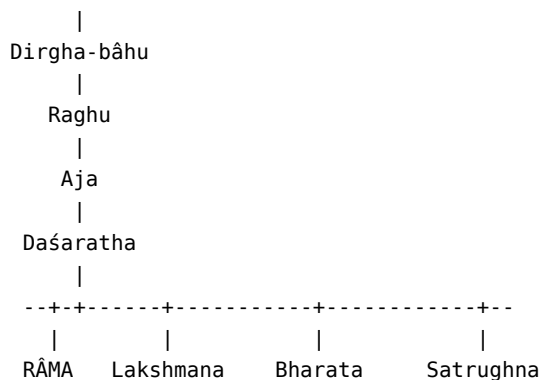 |
Dirgha-bâhu
|
Raghu
|
Aja
|
Daśaratha
|
--+-+------+-----------+------------+--
|          |           |            |
RÂMA   Lakshmana    Bharata     Satrughna